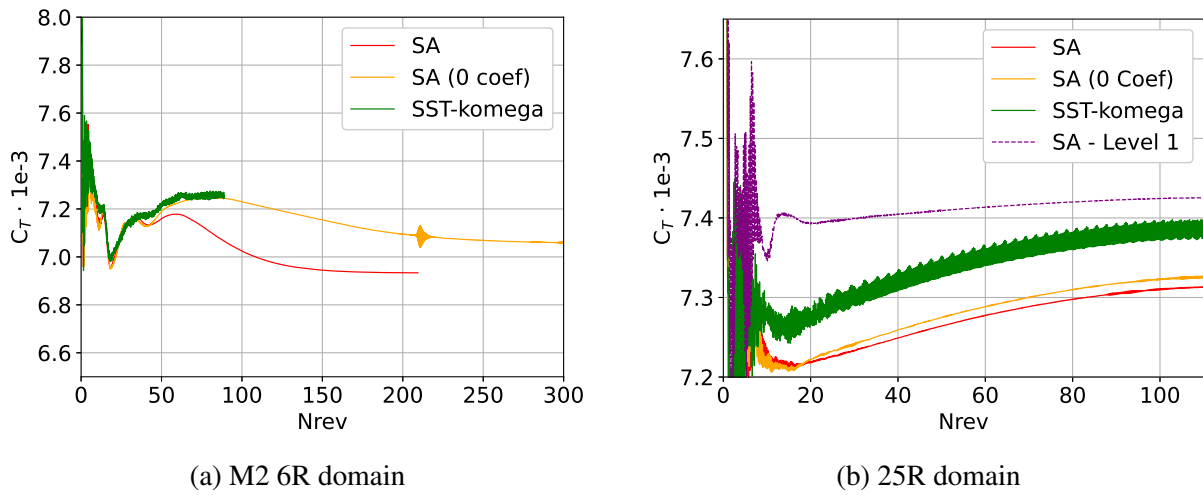 8.0
7.8
7.6
7.4
7.2
7.0
6.8
6.6
C_T · 1e-3
0 50 100 150 200 250 300
Nrev
SA
SA (0 coef)
SST-komega
(a) M2 6R domain
7.6
7.5
7.4
7.3
7.2
C_T · 1e-3
0 20 40 60 80 100
Nrev
SA
SA (0 Coef)
SST-komega
SA - Level 1
(b) 25R domain